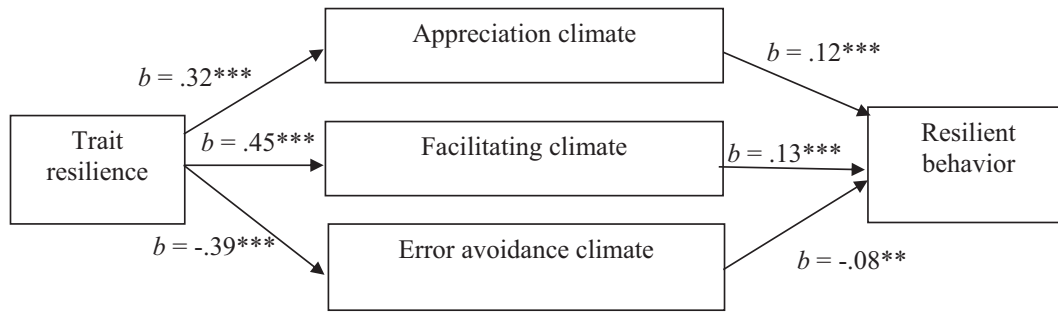 Appreciation climate
b = .32***
b = .12***
Trait
resilience
b = .45***
Facilitating climate
b = .13***
Resilient
behavior
b = -.39***
Error avoidance climate
b = -.08**